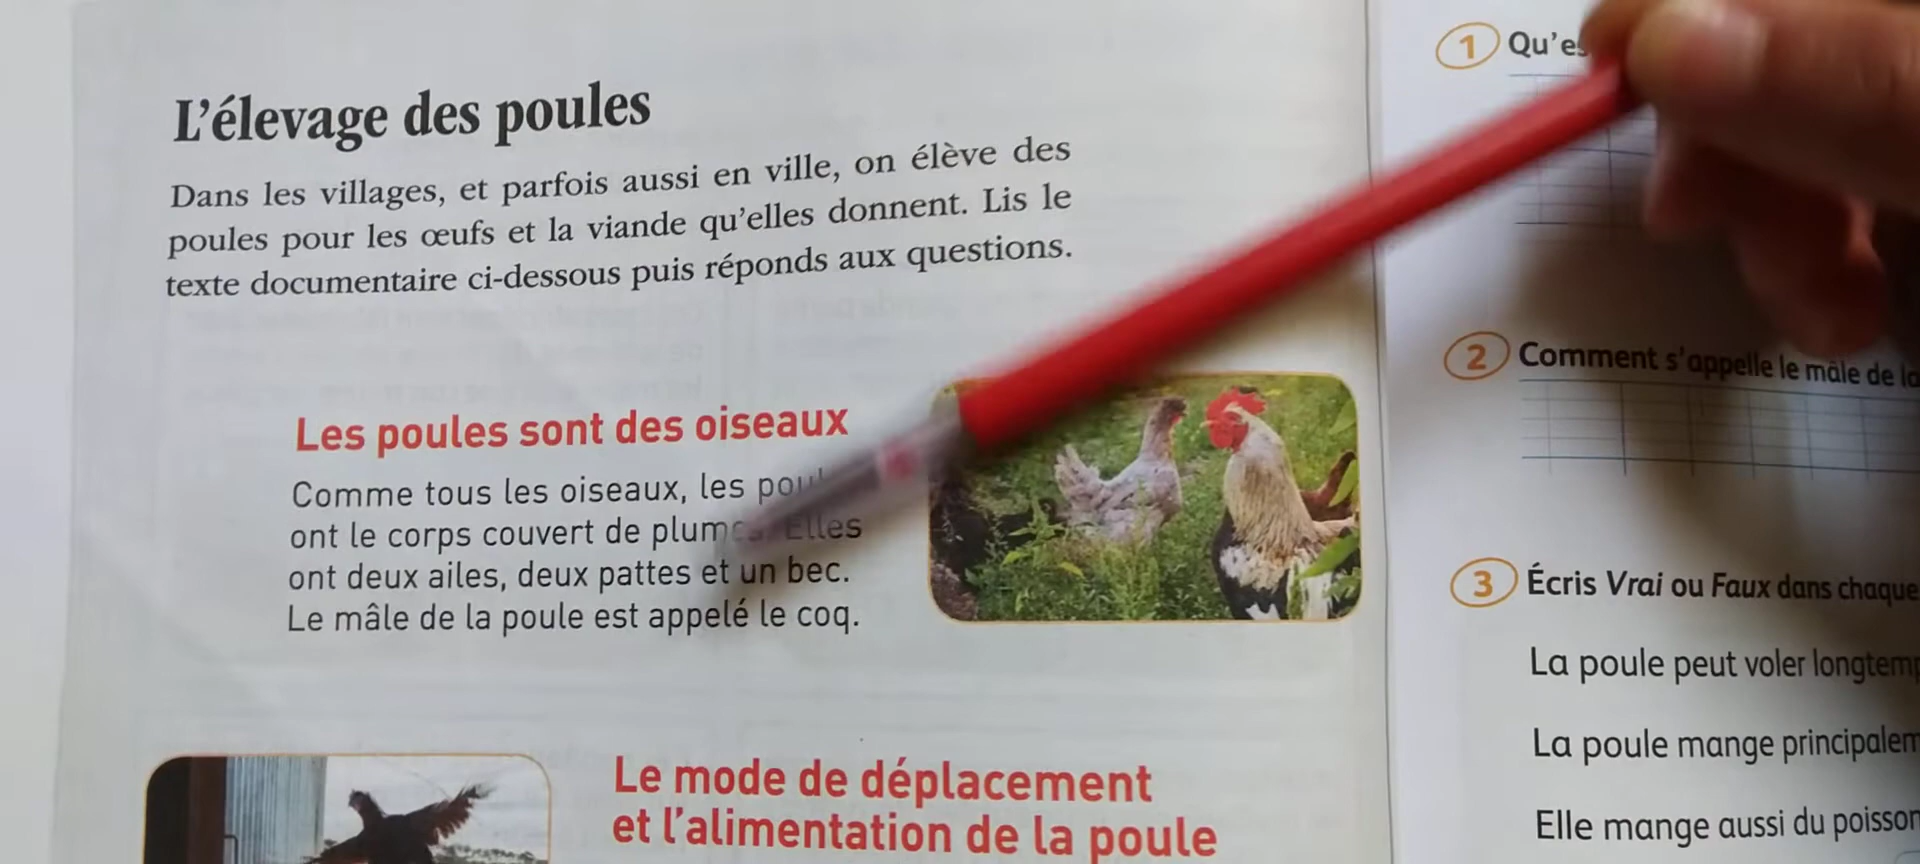 L'élevage des poules
Dans les villages, et parfois aussi en ville, on élève des
poules pour les œufs et la viande qu'elles donnent. Lis le
texte documentaire ci-dessous puis réponds aux questions.
Les poules sont des oiseaux
Comme tous les oiseaux, les
ont le corps couvert de Elles
ont deux ailes, deux pattes et un bec.
Le mâle de la poule est appelé le coq.
Le mode de déplacement
et l'alimentation de la poule
1
2 Comment s'appelle le mâle de la
3 Écris Vrai ou Faux dans chaque
La poule peut voler
La poule mange
Elle mange aussi du